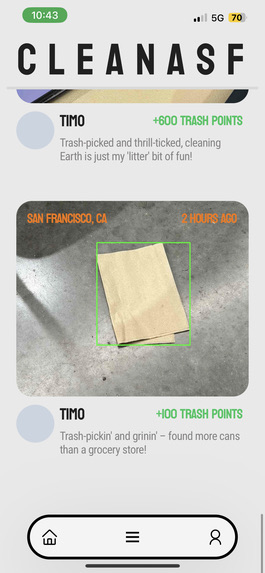 10:43
5G 70
CLEANASF
TIMO +600 TRASH POINTS
Trash-picked and thrill-ticked, cleaning
Earth is just my 'litter' bit of fun!
SAN FRANCISCO, CA 2 HOURS AGO
TIMO +100 TRASH POINTS
Trash-pickin' and grinin' – found more cans
than a grocery store!